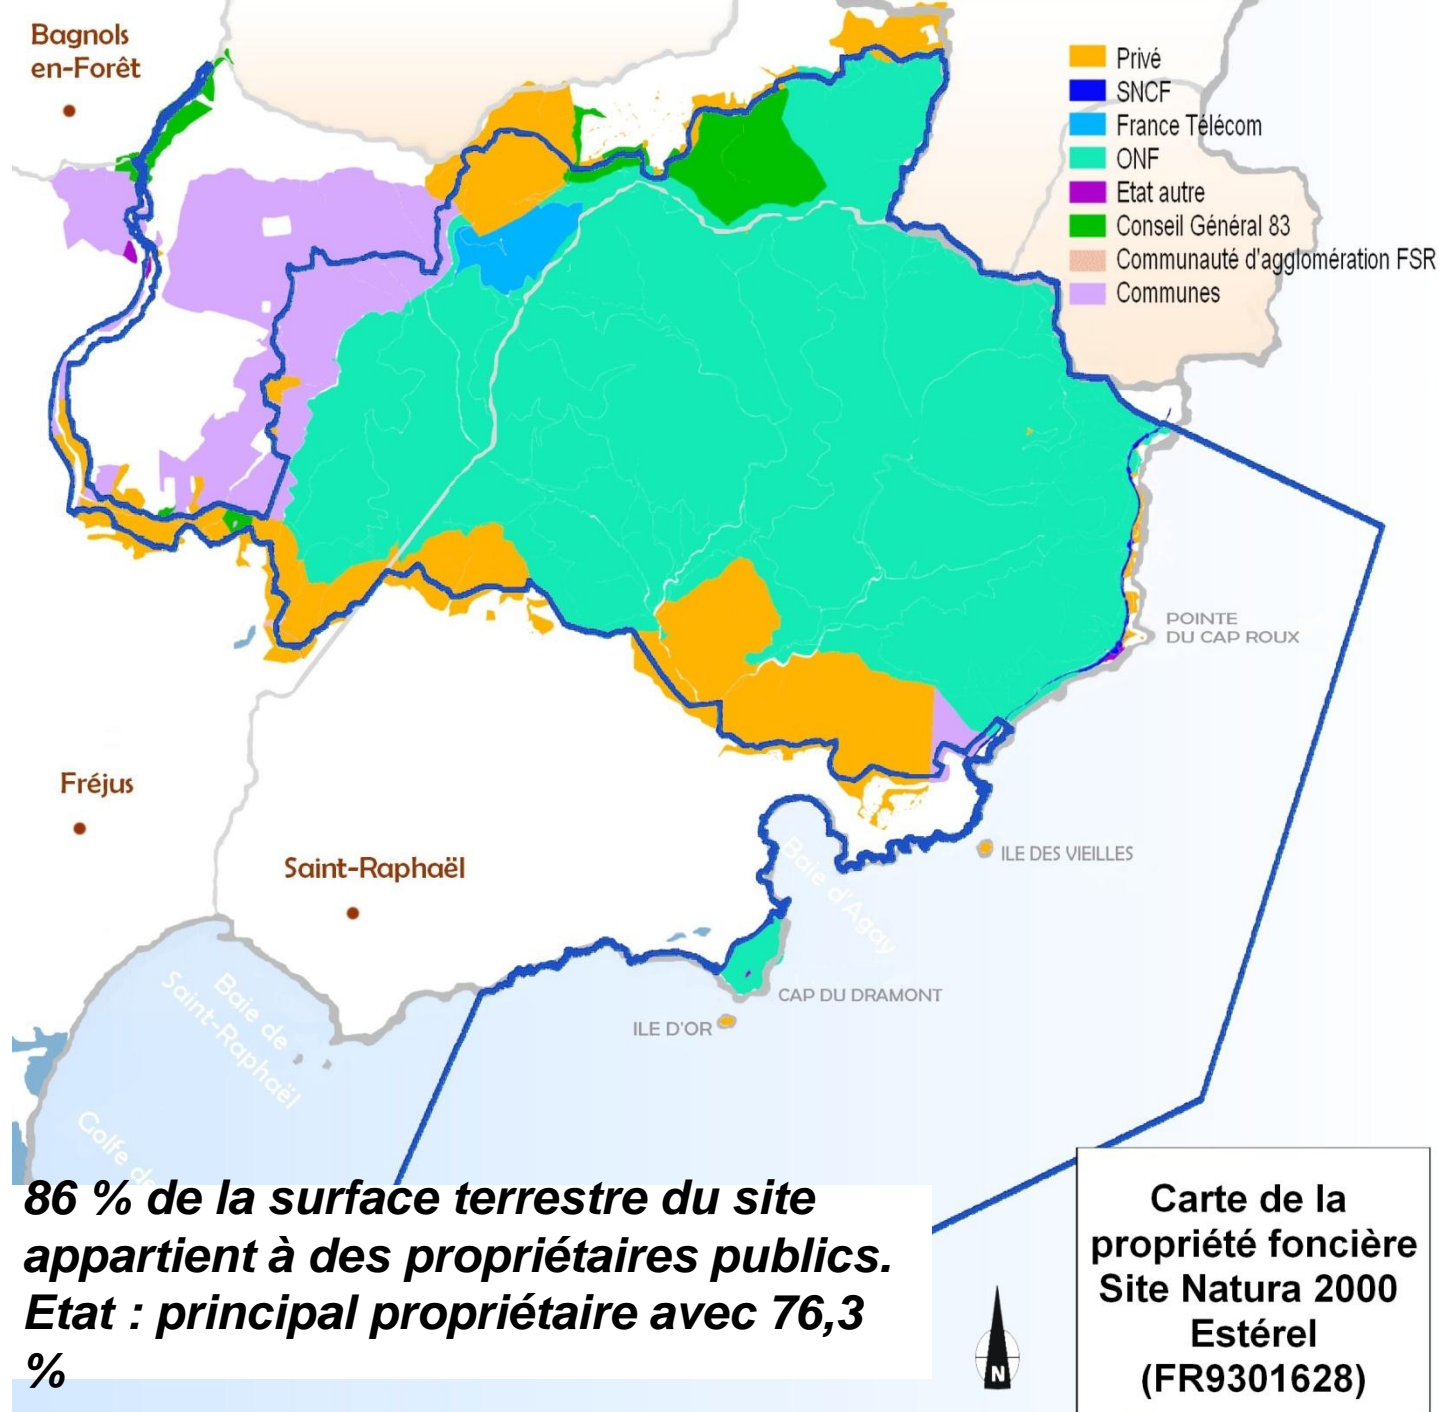 Bagnols
en-Forêt
Privé
SNCF
France Télécom
ONF
Etat autre
Conseil Général 83
Communauté d'agglomération FSR
Communes
POINTE
DU CAP ROUX
Fréjus
Saint-Raphaël
ILE DES VIEILLES
Baie d'Agay
CAP DU DRAMONT
ILE D'OR
Baie de
Saint-Raphaël
Golfe de
86 % de la surface terrestre du site
appartient à des propriétaires publics.
Etat : principal propriétaire avec 76,3
%
Carte de la
propriété foncière
Site Natura 2000
Estérel
(FR9301628)
N